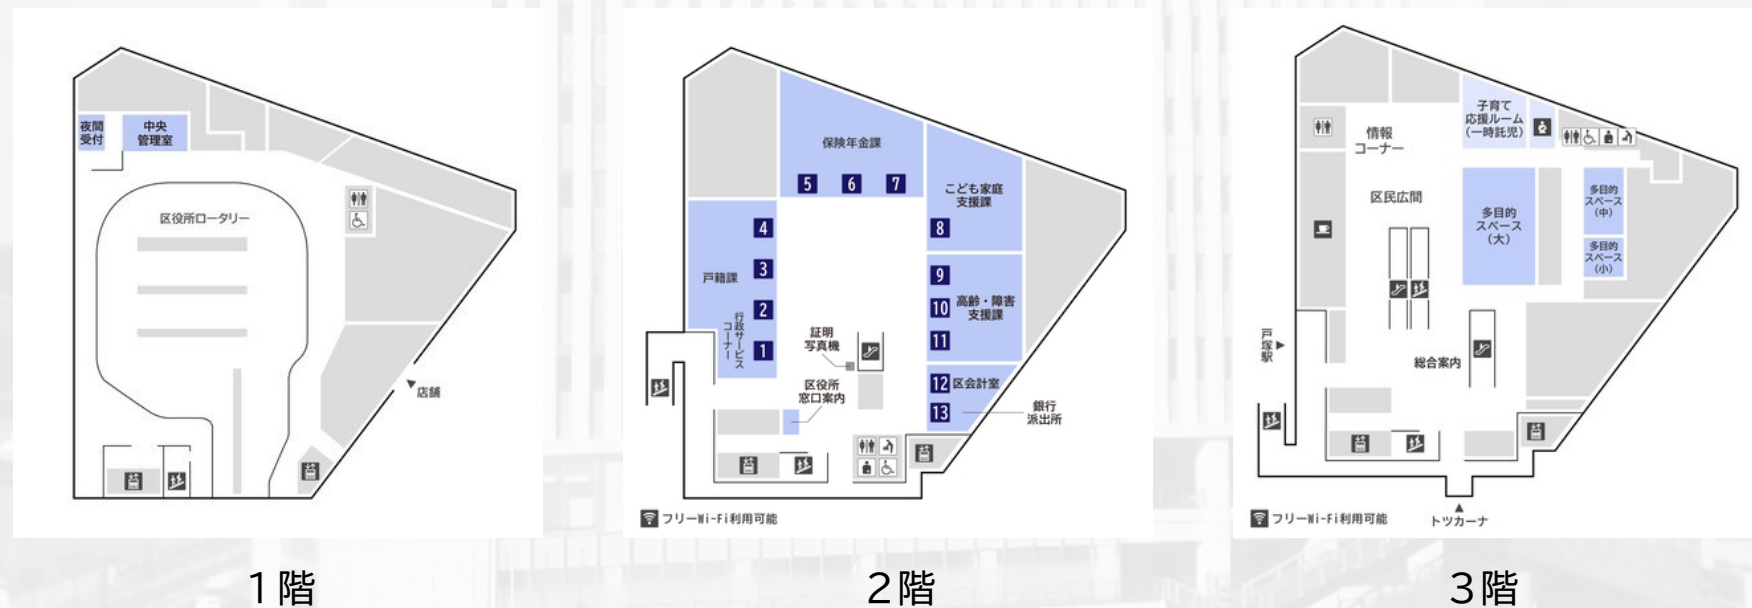 夜間
受付
中央
管理室
区役所ロータリー
店舗
1階
保険年金課
5 6 7
こども家庭
支援課
8
4
3
戸籍課
2
行政サービス
コーナー
1
9
高齢・障害
支援課
10
11
証明
写真機
区役所
窓口案内
12 区会計室
13
銀行
派出所
フリーWi-Fi利用可能
2階
子育て
応援ルーム
(一時託児)
情報
コーナー
区民広間
多目的
スペース
(大)
多目的
スペース
(中)
多目的
スペース
(小)
戸塚駅
総合案内
トツカーナ
フリーWi-Fi利用可能
3階